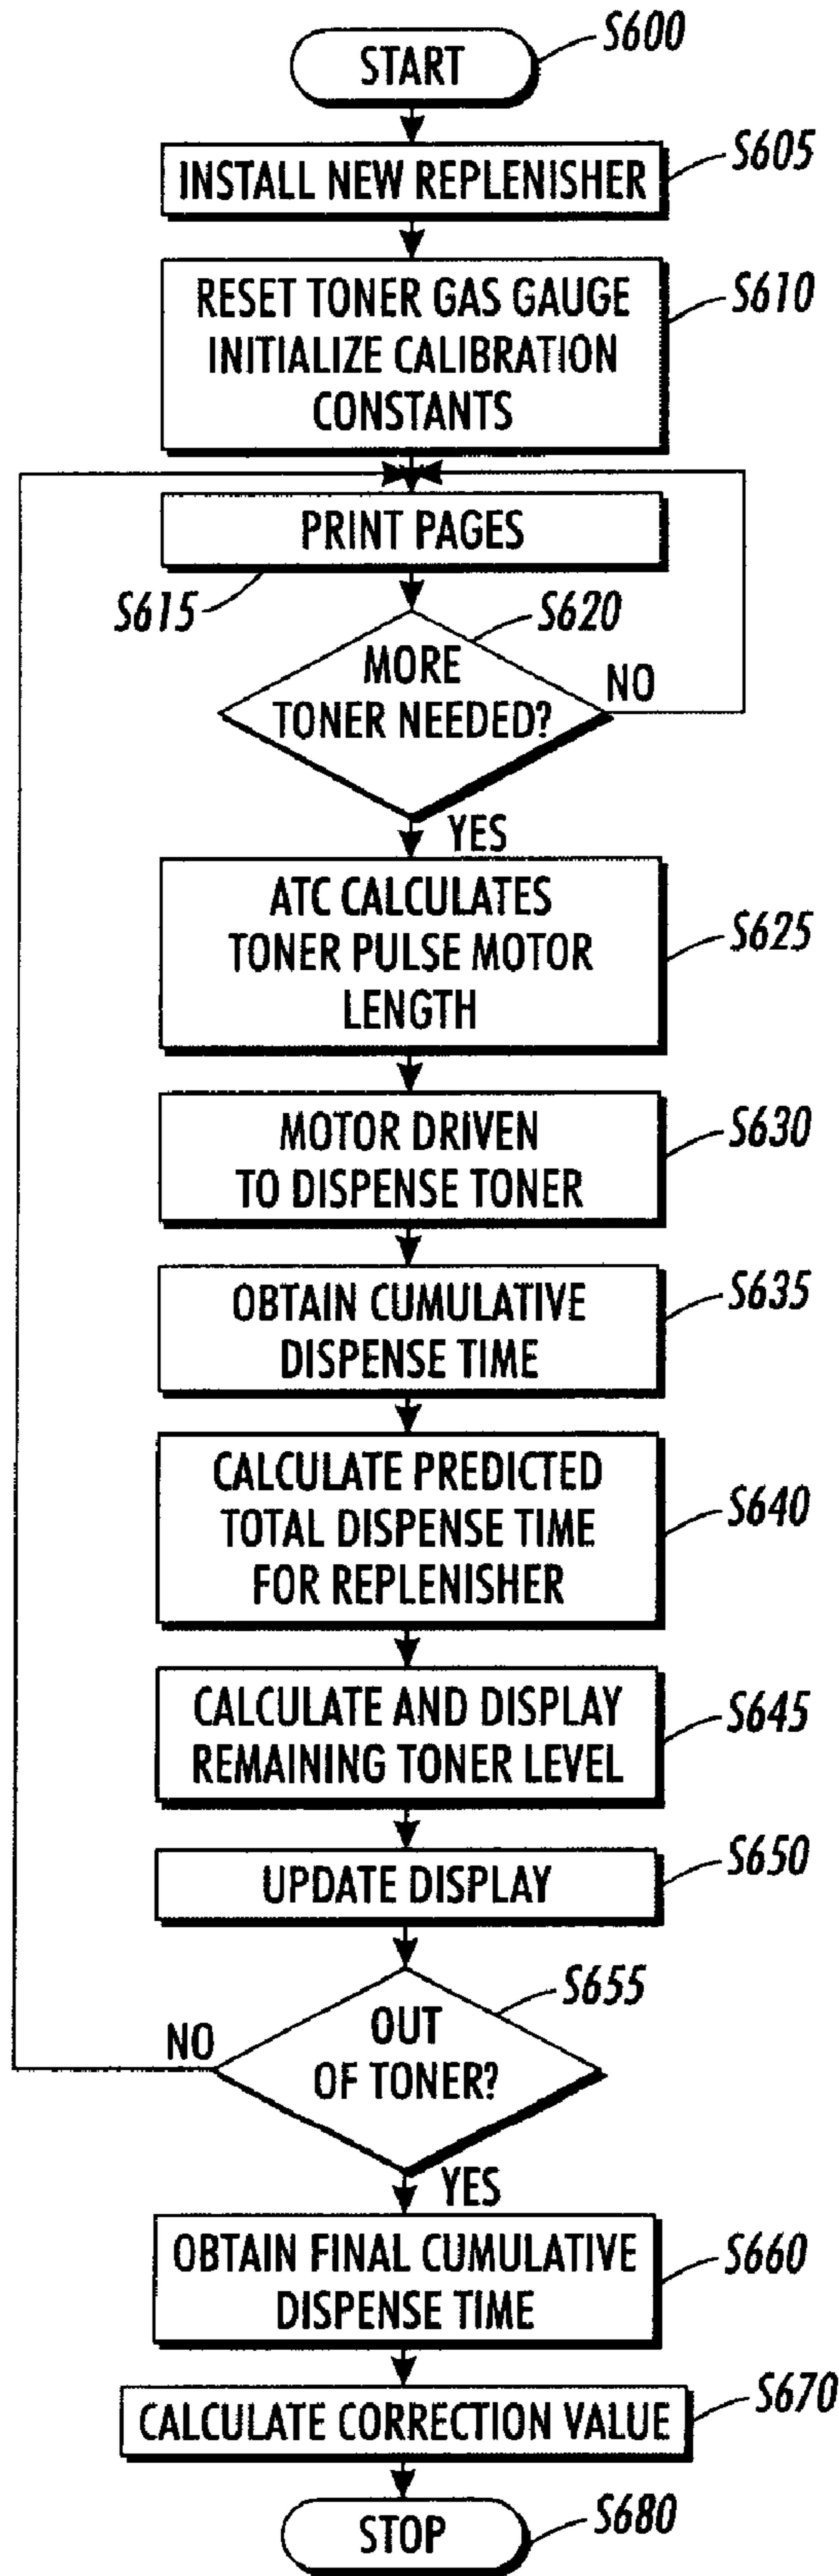 START
S600
INSTALL NEW REPLENISHER
S605
RESET TONER GAS GAUGE
INITIALIZE CALIBRATION
CONSTANTS
S610
PRINT PAGES
S615
MORE
TONER NEEDED?
S620
NO
YES
ATC CALCULATES
TONER PULSE MOTOR
LENGTH
S625
MOTOR DRIVEN
TO DISPENSE TONER
S630
OBTAIN CUMULATIVE
DISPENSE TIME
S635
CALCULATE PREDICTED
TOTAL DISPENSE TIME
FOR REPLENISHER
S640
CALCULATE AND DISPLAY
REMAINING TONER LEVEL
S645
UPDATE DISPLAY
S650
OUT
OF TONER?
S655
NO
YES
OBTAIN FINAL CUMULATIVE
DISPENSE TIME
S660
CALCULATE CORRECTION VALUE
S670
STOP
S680